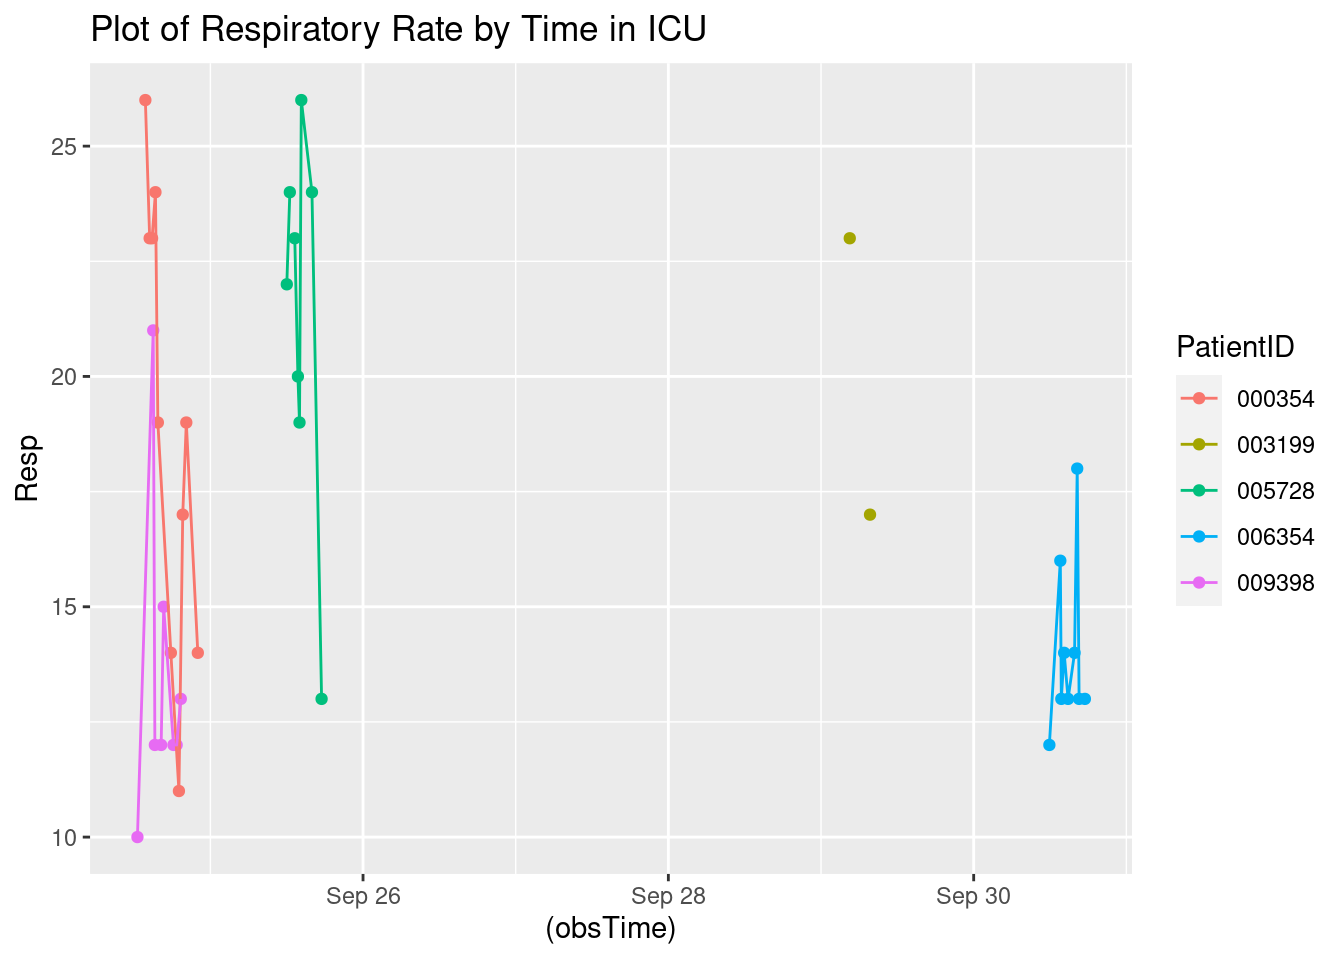 Plot of Respiratory Rate by Time in ICU
25
20
15
10
Resp
Sep 26
Sep 28
Sep 30
(obsTime)
PatientID
000354
003199
005728
006354
009398